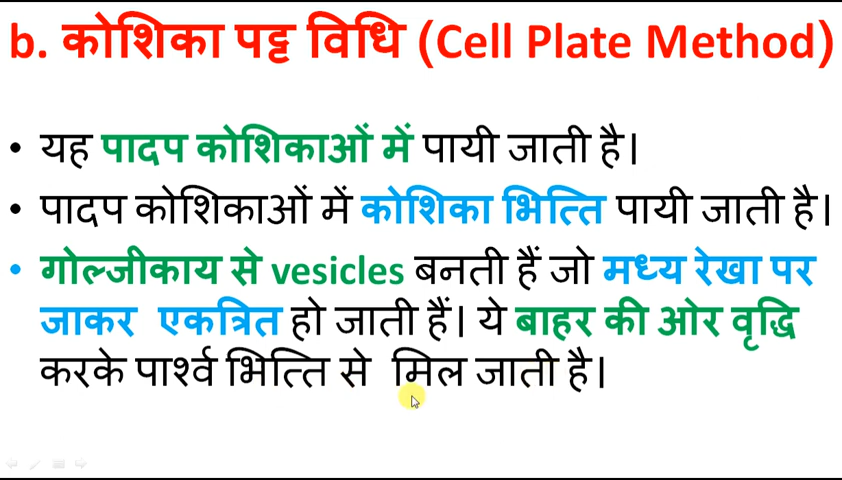 b. कोशिका पट्ट विधि (Cell Plate Method)
• यह पादप कोशिकाओं में पायी जाती है।
• पादप कोशिकाओं में कोशिका भित्ति पायी जाती है।
• गोल्जीकाय से vesicles बनती हैं जो मध्य रेखा पर
जाकर एकत्रित हो जाती हैं। ये बाहर की ओर वृद्धि
करके पार्श्व भित्ति से मिल जाती है।